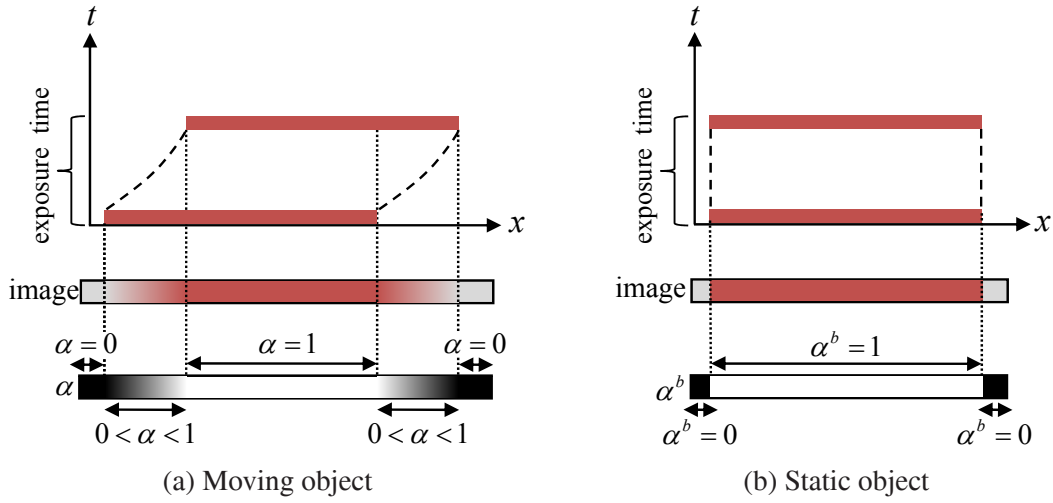 t
exposure time
x
image
α = 0
α = 1
α = 0
α
0 < α < 1
0 < α < 1
(a) Moving object
t
exposure time
x
image
α^b = 1
α^b
α^b = 0
α^b = 0
(b) Static object